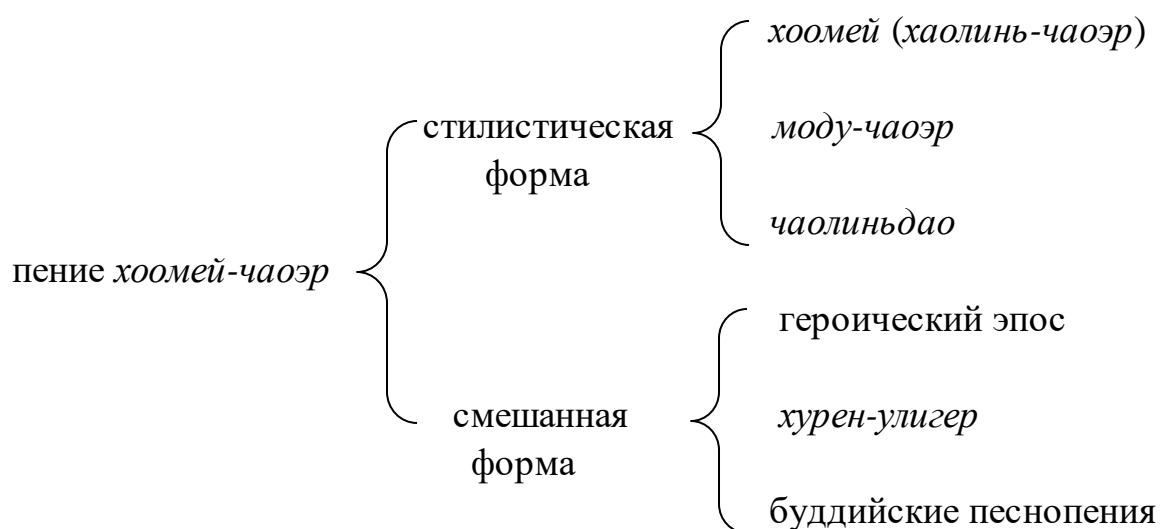 хоомей (хаолинь-чаоэр)
стилистическая
форма
моду-чаоэр
чаолиньдао
пение хоомей-чаоэр
героический эпос
смешанная
форма
хурен-улигер
буддийские песнопения